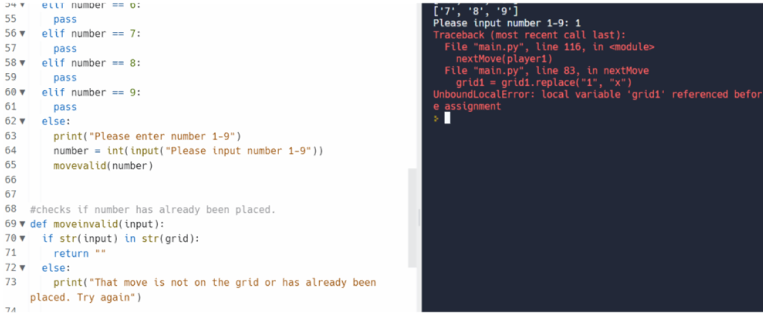 54 elif number == 6:
55 pass
56 elif number == 7:
57 pass
58 elif number == 8:
59 pass
60 elif number == 9:
61 pass
62 else:
63 print("Please enter number 1-9")
64 number = int(input("Please input number 1-9"))
65 movevalid(number)
66
67
68 #checks if number has already been placed.
69 def moveinvalid(input):
70 if str(input) in str(grid):
71 return ""
72 else:
73 print("That move is not on the grid or has already been
placed. Try again")
74
['7', '8', '9']
Please input number 1-9: 1
Traceback (most recent call last):
File "main.py", line 116, in <module>
nextMove(player1)
File "main.py", line 83, in nextMove
grid1 = grid1.replace("1", "x")
UnboundLocalError: local variable 'grid1' referenced befor
e assignment